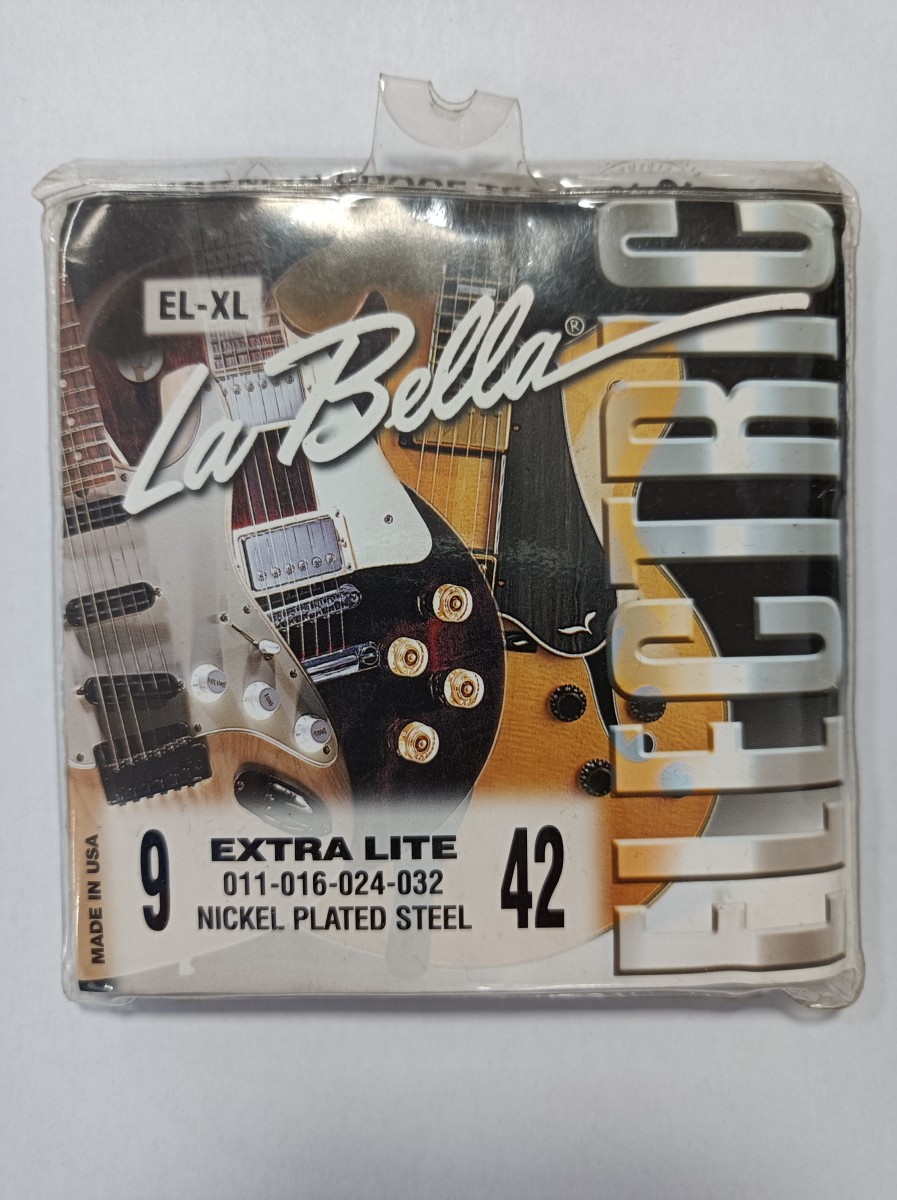 EL-XL
La Bella®
ELECTRIC
9
EXTRA LITE
42
011-016-024-032
NICKEL PLATED STEEL
MADE IN USA